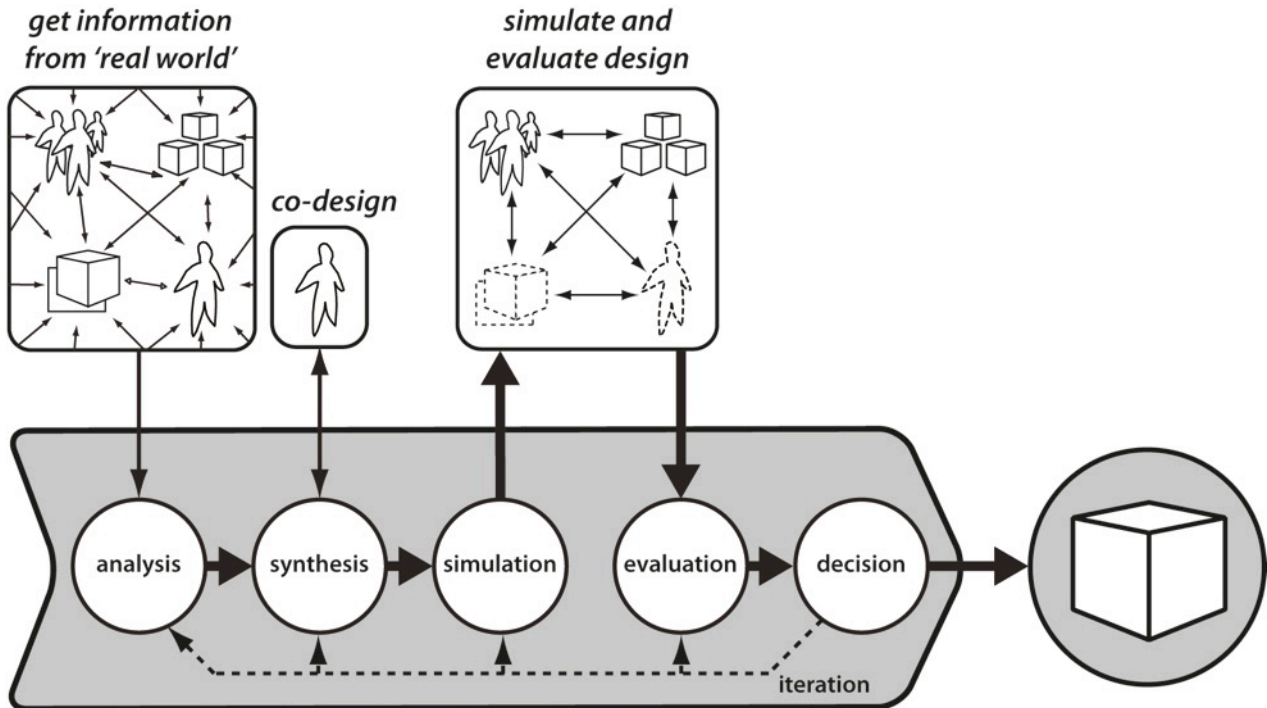 get information
from ‘real world’
simulate and
evaluate design
co-design
analysis
synthesis
simulation
evaluation
decision
iteration